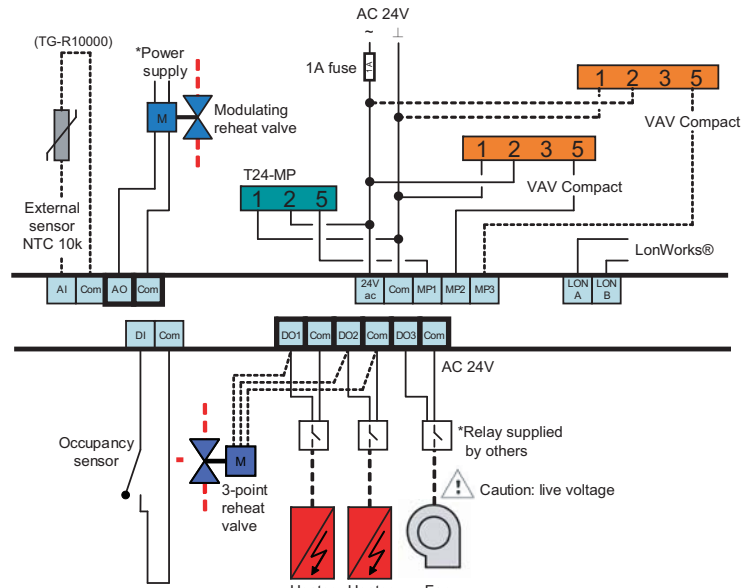 AC 24V
~ ⊥
(TG-R10000)
*Power
supply
1A fuse
1A
1 2 3 5
Modulating
reheat valve
M
VAV Compact
1 2 3 5
T24-MP
1 2 5
VAV Compact
External
sensor
NTC 10k
LonWorks®
AI Com AO Com
24V
ac
Com MP1 MP2 MP3
LON
A
LON
B
DI Com
DO1 Com DO2 Com DO3 Com
AC 24V
Occupancy
sensor
*Relay supplied
by others
M
3-point
reheat
valve
Caution: live voltage